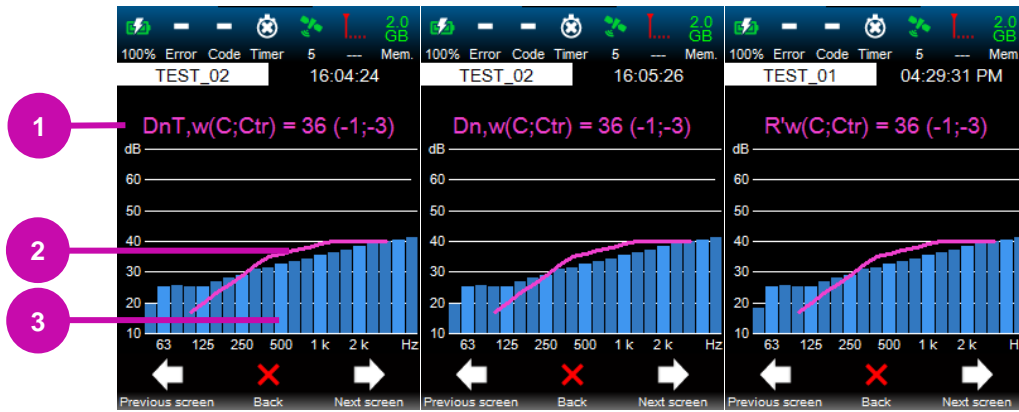 2.0 GB
100% Error Code Timer 5 --- Mem.
TEST_02 16:04:24
DnT,w(C;Ctr) = 36 (-1;-3)
dB
60
50
40
30
20
10
63 125 250 500 1 k 2 k Hz
Previous screen Back Next screen
2.0 GB
100% Error Code Timer 5 --- Mem.
TEST_02 16:05:26
Dn,w(C;Ctr) = 36 (-1;-3)
dB
60
50
40
30
20
10
63 125 250 500 1 k 2 k Hz
Previous screen Back Next screen
2.0 GB
100% Error Code Timer 5 --- Mem
TEST_01 04:29:31 PM
R'w(C;Ctr) = 36 (-1;-3)
dB
60
50
40
30
20
10
63 125 250 500 1 k 2 k H
Previous screen Back Next screen
1
2
3